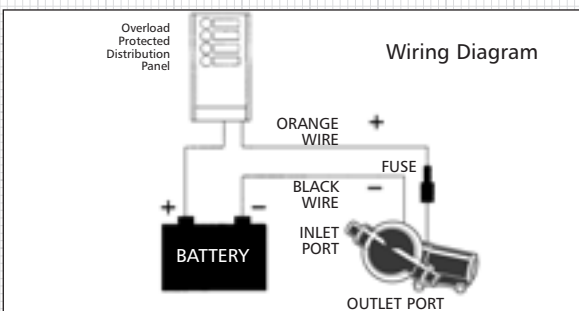 Overload
Protected
Distribution
Panel
Wiring Diagram
ORANGE
WIRE
+
FUSE
BLACK
WIRE
−
+
−
BATTERY
INLET
PORT
OUTLET PORT